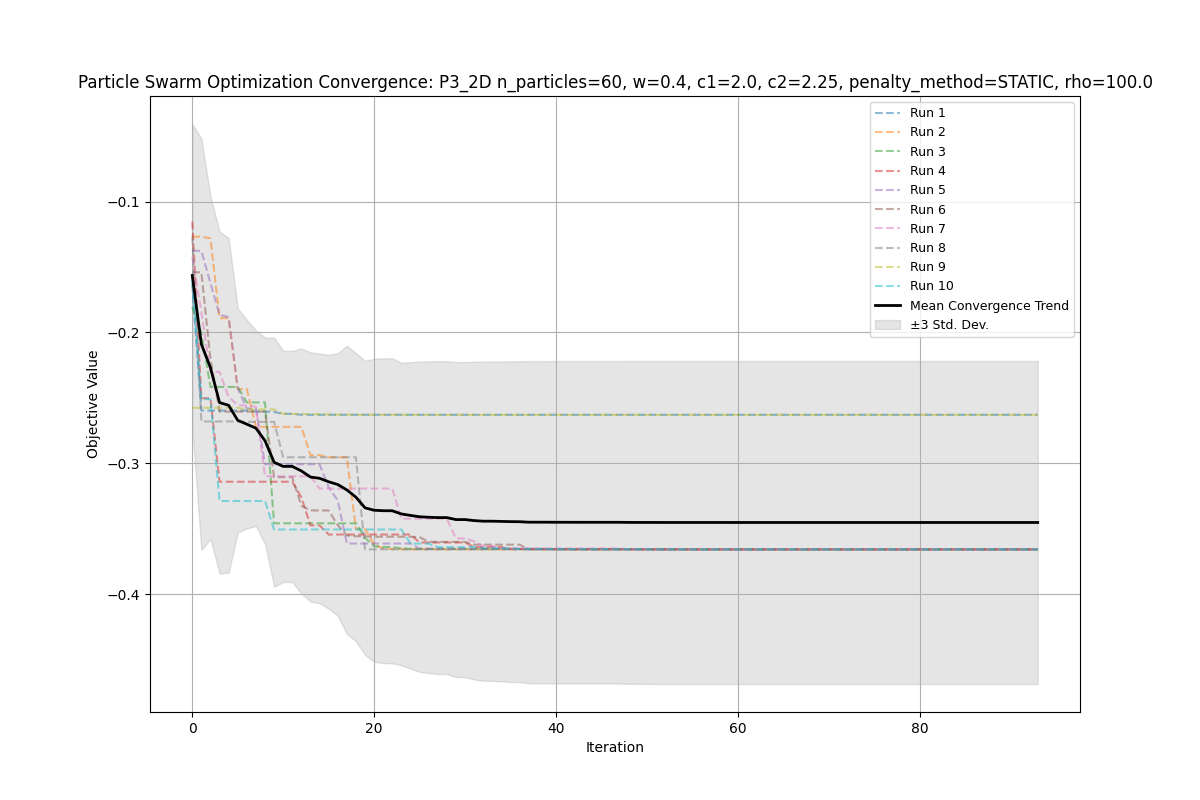 Particle Swarm Optimization Convergence: P3_2D n_particles=60, w=0.4, c1=2.0, c2=2.25, penalty_method=STATIC, rho=100.0
Objective Value
−0.1
−0.2
−0.3
−0.4
Run 1
Run 2
Run 3
Run 4
Run 5
Run 6
Run 7
Run 8
Run 9
Run 10
Mean Convergence Trend
±3 Std. Dev.
0 20 40 60 80
Iteration